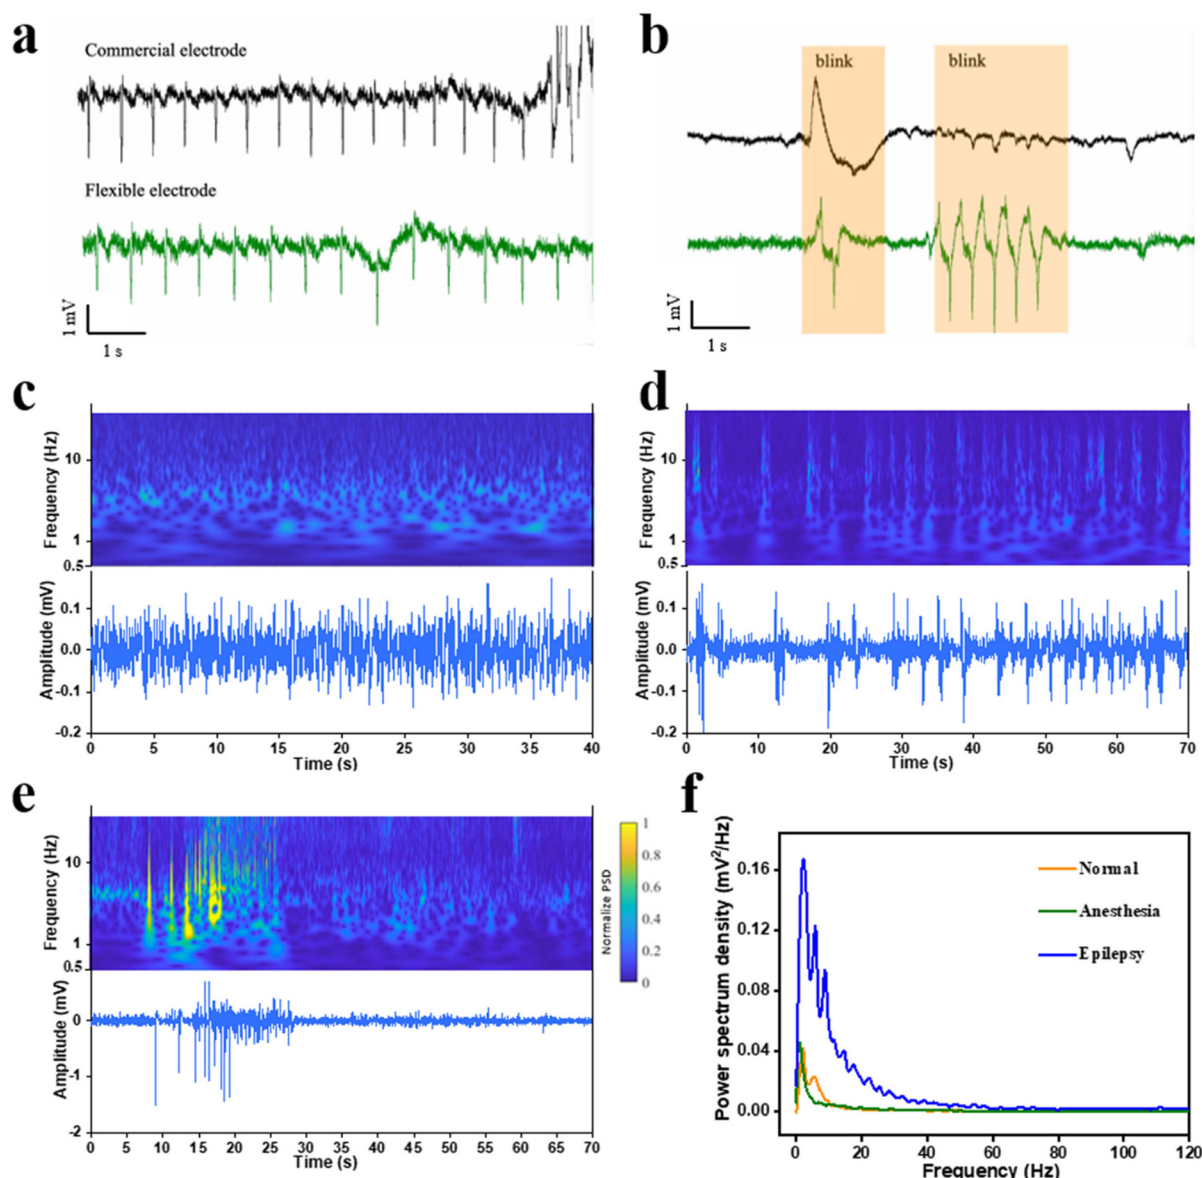 a
Commercial electrode
Flexible electrode
1 mV
1 s
b
blink
blink
1 mV
1 s
c
Frequency (Hz)
10
1
0.5
Amplitude (mV)
0.1
0.0
-0.1
-0.2
0 5 10 15 20 25 30 35 40
Time (s)
d
Frequency (Hz)
10
1
0.5
Amplitude (mV)
0.1
0.0
-0.1
-0.2
0 10 20 30 40 50 60 70
Time (s)
e
Frequency (Hz)
10
1
0.5
Amplitude (mV)
0
-1
-2
0 5 10 15 20 25 30 35 40 45 50 55 60 65 70
Time (s)
Normalize PSD
1
0.8
0.6
0.4
0.2
0
f
Power spectrum density (mV²/Hz)
0.16
0.12
0.08
0.04
0.00
Normal
Anesthesia
Epilepsy
0 20 40 60 80 100 120
Frequency (Hz)